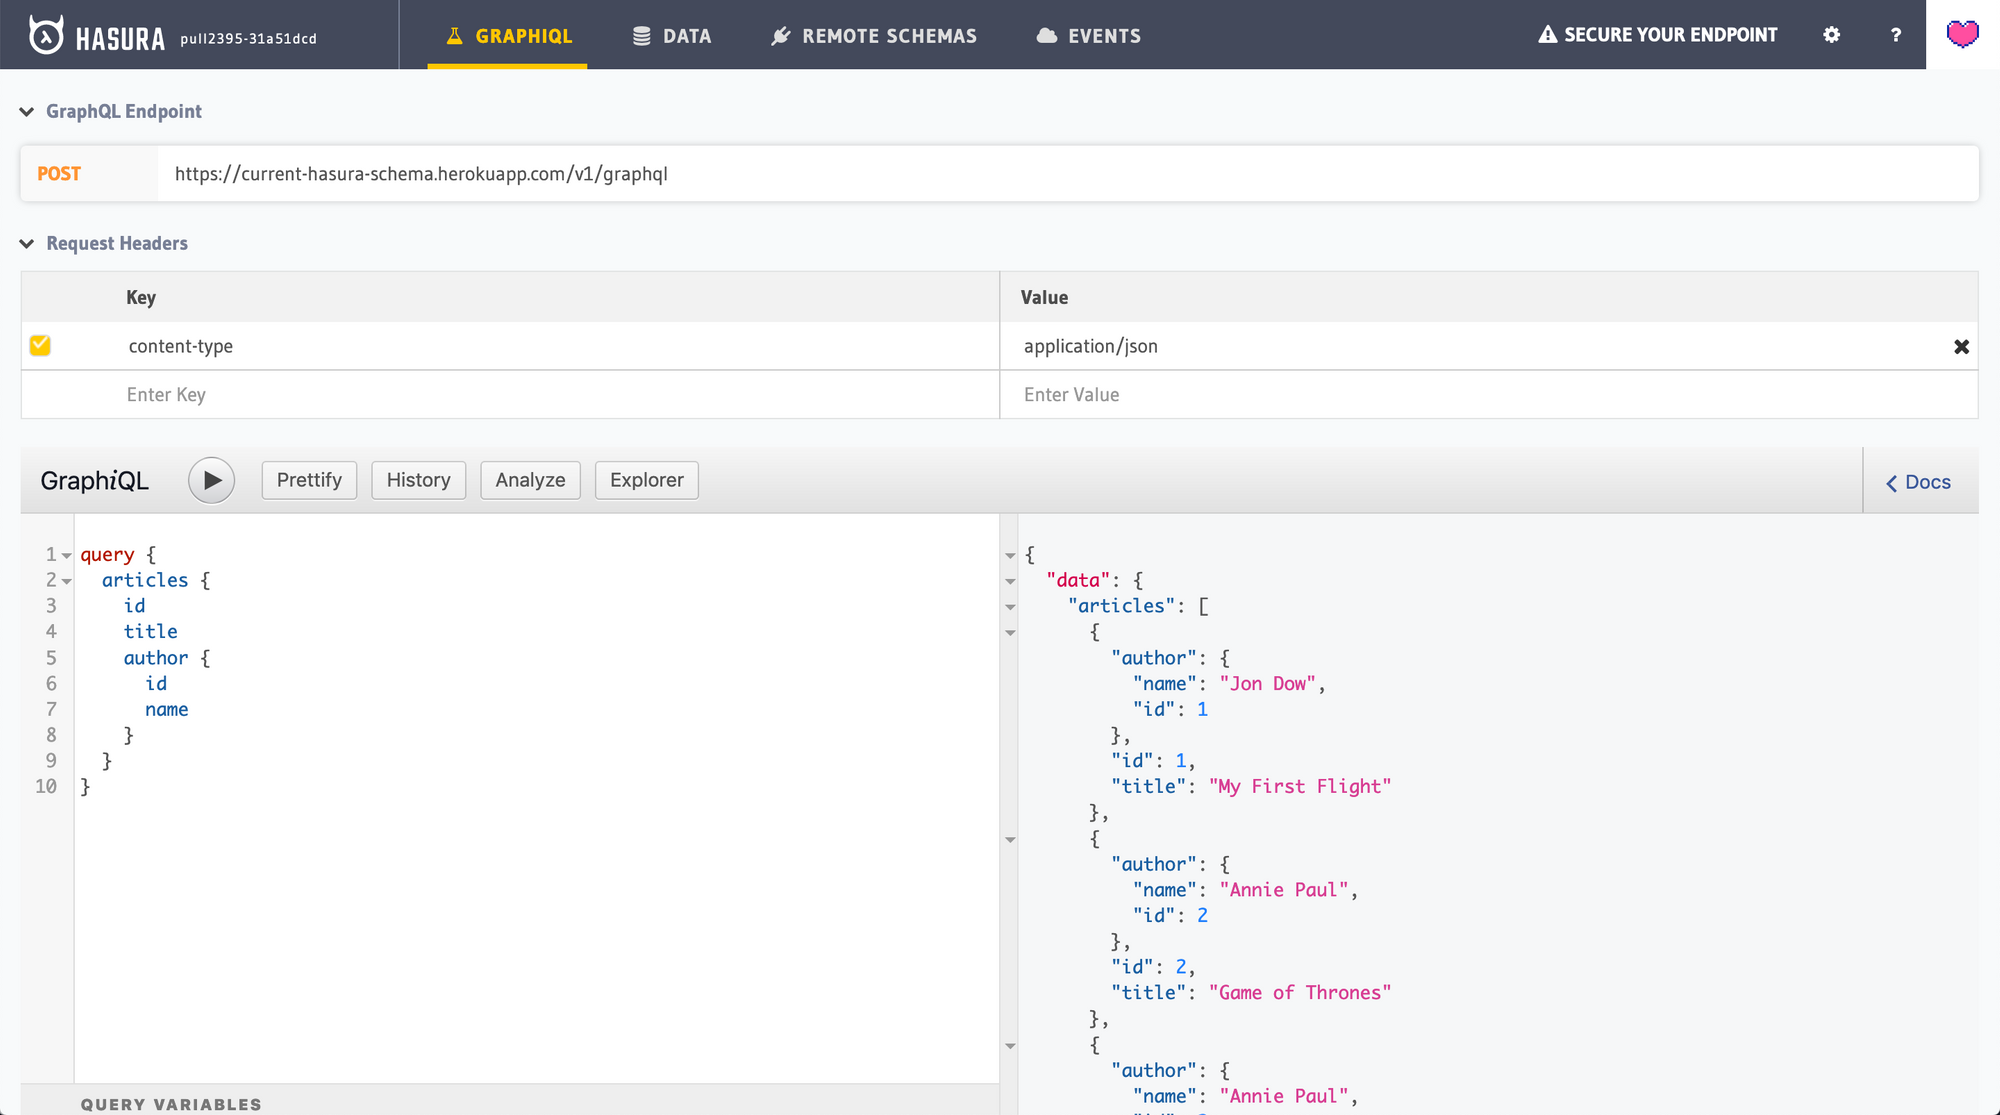 HASURA pull2395-31a51dcd GRAPHIQL DATA REMOTE SCHEMAS EVENTS SECURE YOUR ENDPOINT ?
GraphQL Endpoint
POST https://current-hasura-schema.herokuapp.com/v1/graphql
Request Headers
Key Value
content-type application/json
Enter Key Enter Value
GraphiQL Prettify History Analyze Explorer Docs
1 query {
2 articles {
3 id
4 title
5 author {
6 id
7 name
8 }
9 }
10 }
QUERY VARIABLES
{
"data": {
"articles": [
{
"author": {
"name": "Jon Dow",
"id": 1
},
"id": 1,
"title": "My First Flight"
},
{
"author": {
"name": "Annie Paul",
"id": 2
},
"id": 2,
"title": "Game of Thrones"
},
{
"author": {
"name": "Annie Paul",